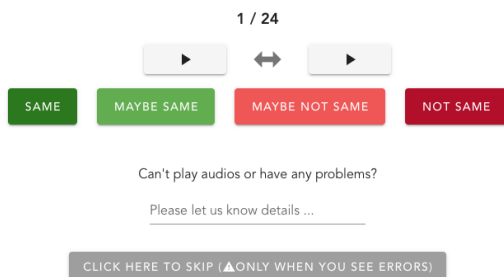 1 / 24
SAME MAYBE SAME MAYBE NOT SAME NOT SAME
Can't play audios or have any problems?
Please let us know details ...
CLICK HERE TO SKIP (⚠ONLY WHEN YOU SEE ERRORS)